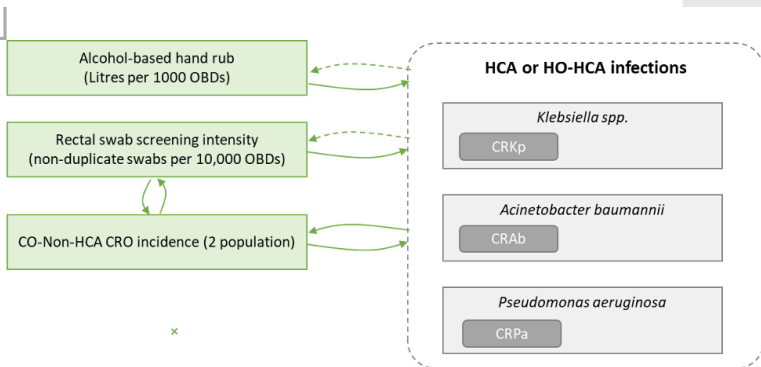 Alcohol-based hand rub
(Litres per 1000 OBDs)
Rectal swab screening intensity
(non-duplicate swabs per 10,000 OBDs)
CO-Non-HCA CRO incidence (2 population)
HCA or HO-HCA infections
Klebsiella spp.
CRKp
Acinetobacter baumannii
CRAb
Pseudomonas aeruginosa
CRPa